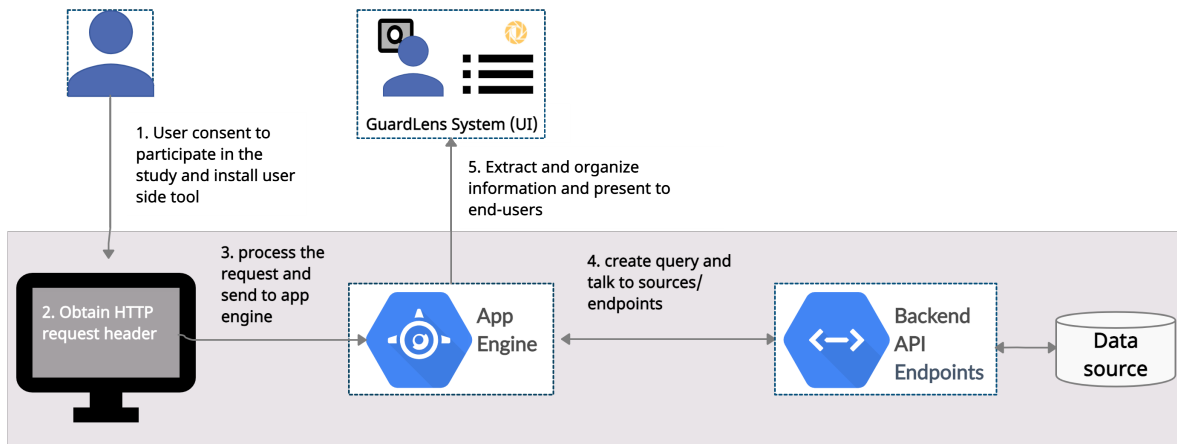 1. User consent to
participate in the
study and install user
side tool
GuardLens System (UI)
5. Extract and organize
information and present to
end-users
2. Obtain HTTP
request header
3. process the
request and
send to app
engine
App
Engine
4. create query and
talk to sources/
endpoints
Backend
API
Endpoints
Data
source